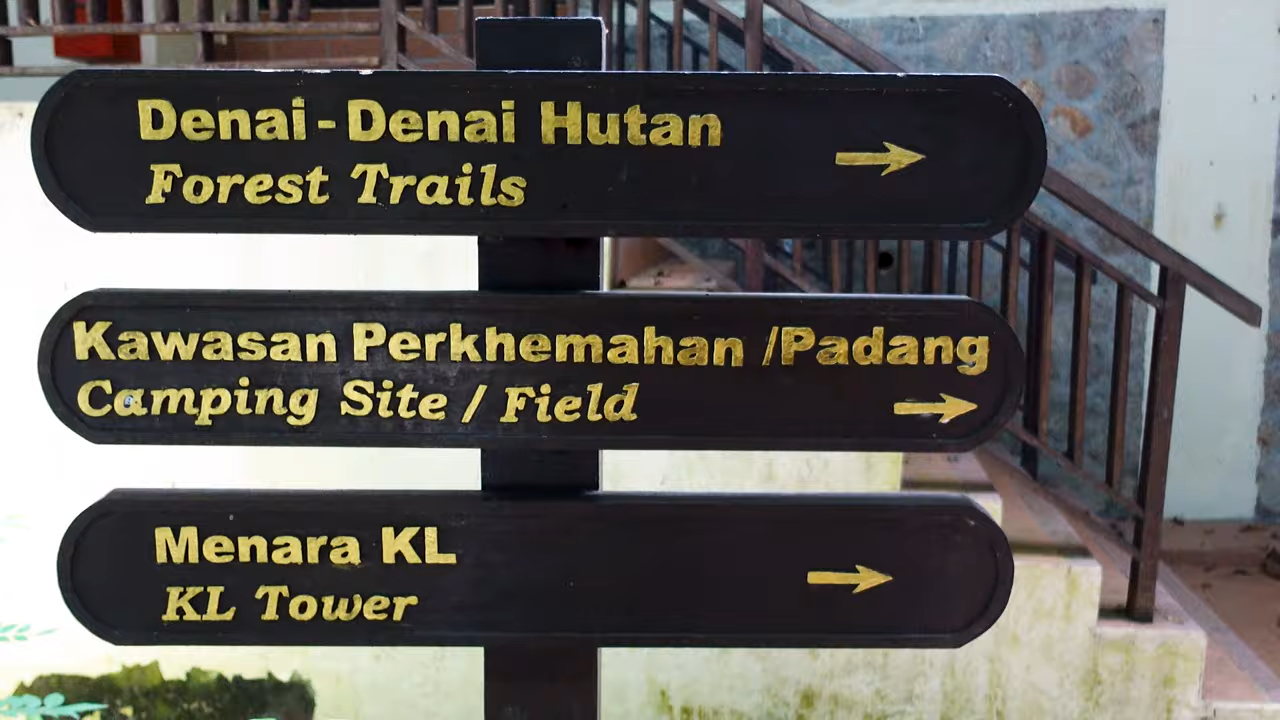 Denai-Denai Hutan
Forest Trails
Kawasan Perkhemahan /Padang
Camping Site / Field
Menara KL
KL Tower